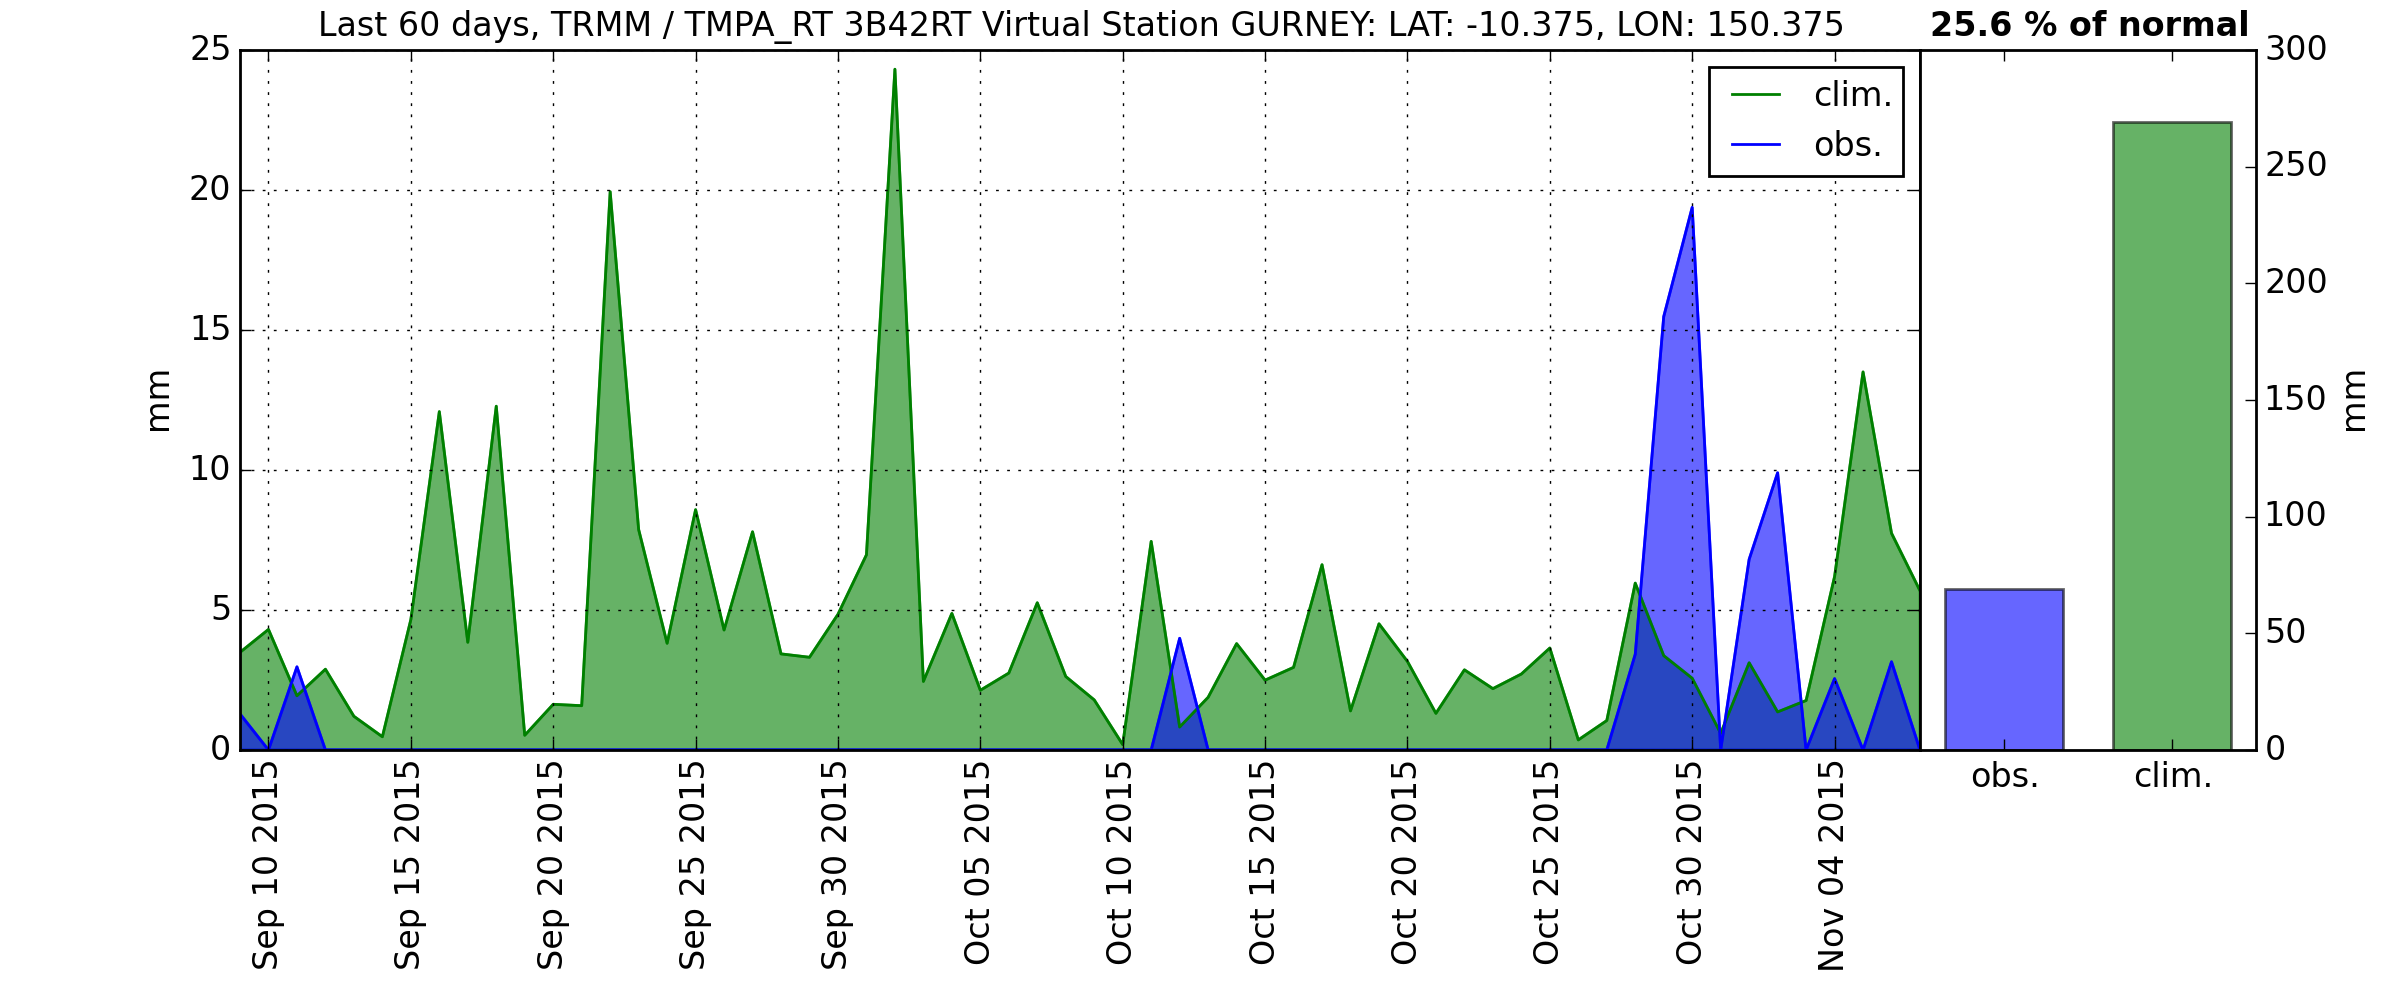 Last 60 days, TRMM / TMPA_RT 3B42RT Virtual Station GURNEY: LAT: -10.375, LON: 150.375
25.6 % of normal
25
20
15
10
5
0
mm
clim.
obs.
Sep 10 2015
Sep 15 2015
Sep 20 2015
Sep 25 2015
Sep 30 2015
Oct 05 2015
Oct 10 2015
Oct 15 2015
Oct 20 2015
Oct 25 2015
Oct 30 2015
Nov 04 2015
300
250
200
150
100
50
0
mm
obs.
clim.